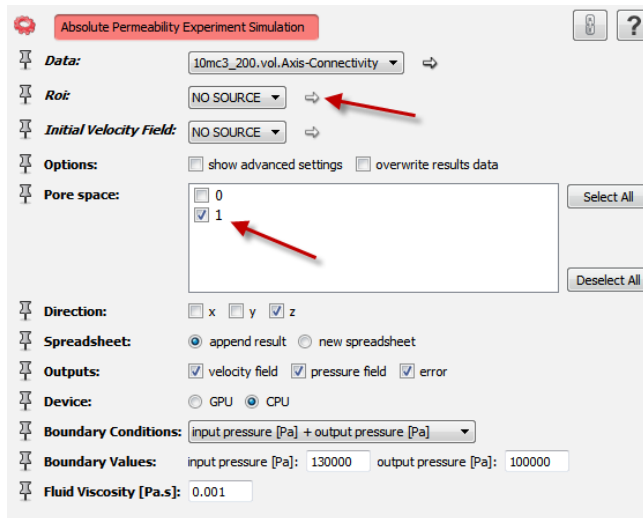 Absolute Permeability Experiment Simulation ?
Data: 10mc3_200.vol.Axis-Connectivity
Roi: NO SOURCE
Initial Velocity Field: NO SOURCE
Options: show advanced settings overwrite results data
Pore space: 0 Select All
1
Deselect All
Direction: x y z
Spreadsheet: append result new spreadsheet
Outputs: velocity field pressure field error
Device: GPU CPU
Boundary Conditions: input pressure [Pa] + output pressure [Pa]
Boundary Values: input pressure [Pa]: 130000 output pressure [Pa]: 100000
Fluid Viscosity [Pa.s]: 0.001